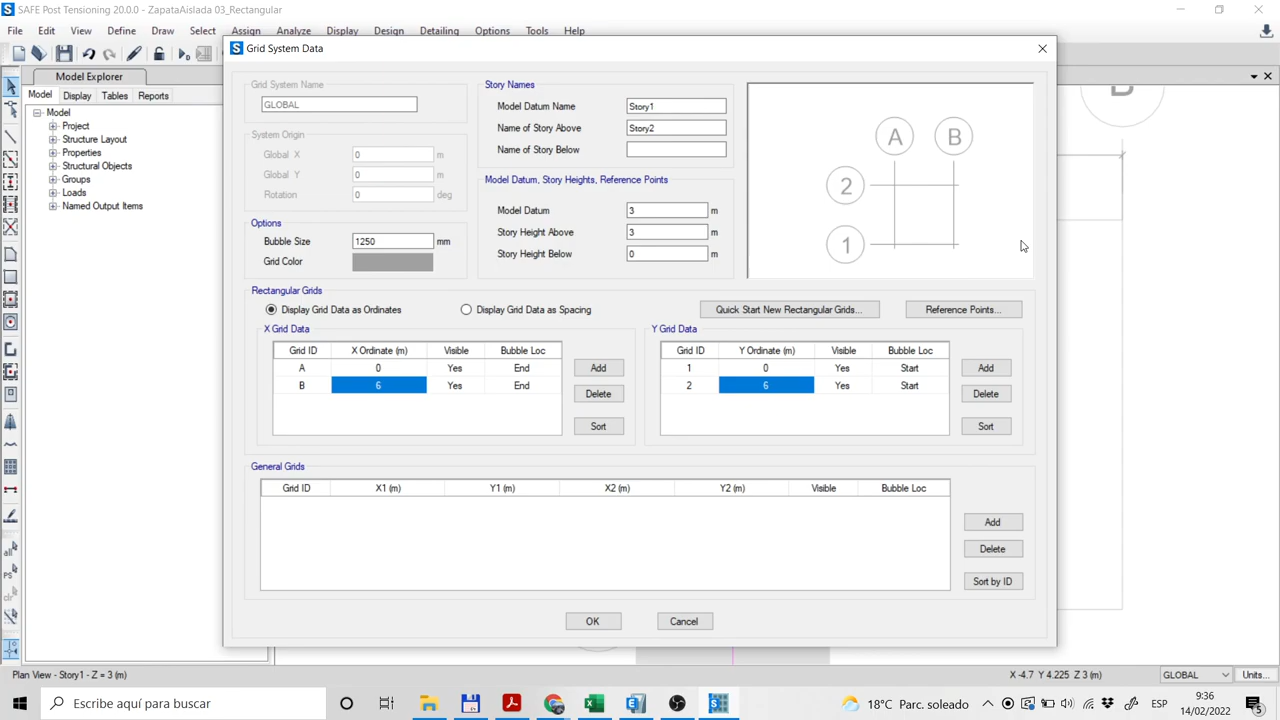 SAFE Post Tensioning 20.0.0 - ZapataAislada 03_Rectangular
File Edit View Define Draw Select Assign Analyze Display Design Detailing Options Tools Help
Grid System Data
Model Explorer
Model Display Tables Reports
Model
Project
Structure Layout
Properties
Structural Objects
Groups
Loads
Named Output Items
Grid System Name
GLOBAL
System Origin
Global X 0 m
Global Y 0 m
Rotation 0 deg
Options
Bubble Size 1250 mm
Grid Color
Story Names
Model Datum Name Story1
Name of Story Above Story2
Name of Story Below
Model Datum, Story Heights, Reference Points
Model Datum 3 m
Story Height Above 3 m
Story Height Below 0 m
A B
2
1
Rectangular Grids
Display Grid Data as Ordinates Display Grid Data as Spacing Quick Start New Rectangular Grids... Reference Points...
X Grid Data
Grid ID X Ordinate (m) Visible Bubble Loc
A 0 Yes End
B 6 Yes End
Add
Delete
Sort
Y Grid Data
Grid ID Y Ordinate (m) Visible Bubble Loc
1 0 Yes Start
2 6 Yes Start
Add
Delete
Sort
General Grids
Grid ID X1 (m) Y1 (m) X2 (m) Y2 (m) Visible Bubble Loc
Add
Delete
Sort by ID
OK Cancel
Plan View - Story1 - Z = 3 (m) X -4.7 Y 4.225 Z 3 (m) GLOBAL Units...
Escribe aquí para buscar
18°C Parc. soleado
ESP
9:36
14/02/2022
5